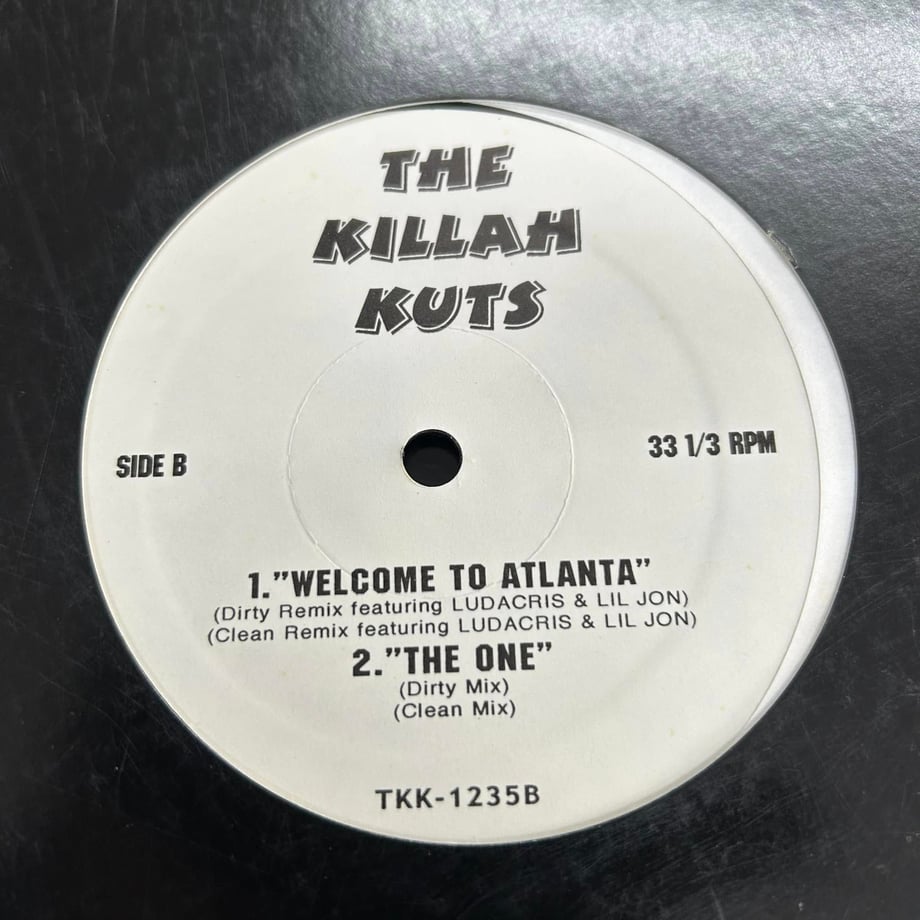 THE
KILLAH
KUTS
SIDE B
33 1/3 RPM
1."WELCOME TO ATLANTA"
(Dirty Remix featuring LUDACRIS & LIL JON)
(Clean Remix featuring LUDACRIS & LIL JON)
2."THE ONE"
(Dirty Mix)
(Clean Mix)
TKK-1235B